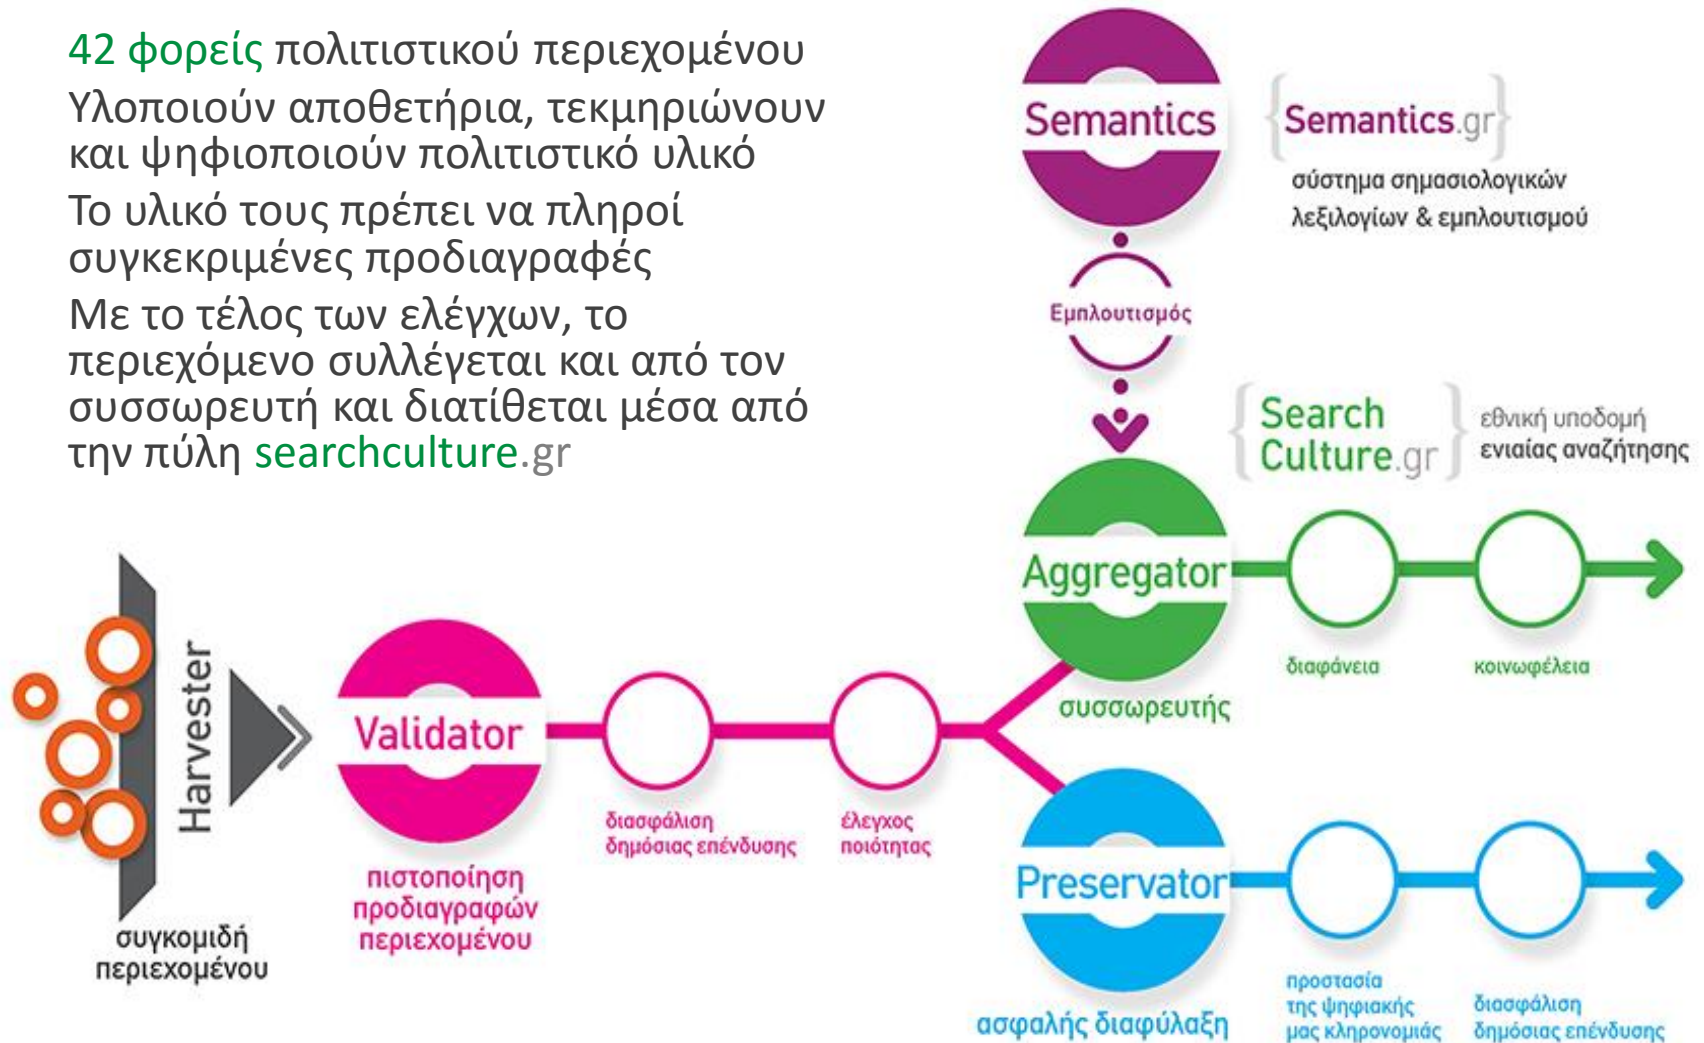 42 φορείς πολιτιστικού περιεχομένου
Υλοποιούν αποθετήρια, τεκμηριώνουν
και ψηφιοποιούν πολιτιστικό υλικό
Το υλικό τους πρέπει να πληροί
συγκεκριμένες προδιαγραφές
Με το τέλος των ελέγχων, το
περιεχόμενο συλλέγεται και από τον
συσσωρευτή και διατίθεται μέσα από
την πύλη searchculture.gr
Semantics
{Semantics.gr}
σύστημα σημασιολογικών
λεξιλογίων & εμπλουτισμού
Εμπλουτισμός
{Search
Culture.gr}
εθνική υποδομή
ενιαίας αναζήτησης
Aggregator
συσσωρευτής
διαφάνεια
κοινωφέλεια
Harvester
συγκομιδή
περιεχομένου
Validator
πιστοποίηση
προδιαγραφών
περιεχομένου
διασφάλιση
δημόσιας επένδυσης
έλεγχος
ποιότητας
Preservator
ασφαλής διαφύλαξη
προστασία
της ψηφιακής
μας κληρονομιάς
διασφάλιση
δημόσιας επένδυσης